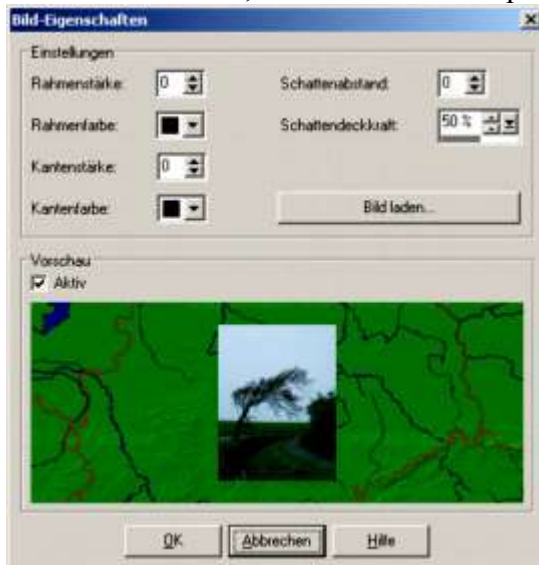 Bild-Eigenschaften
Einstellungen
Rahmenstärke: 0
Schattenabstand: 0
Rahmenfarbe:
Schattendeckkraft: 50 %
Kantenstärke: 0
Kantenfarbe:
Bild laden...
Vorschau
Aktiv
OK
Abbrechen
Hilfe